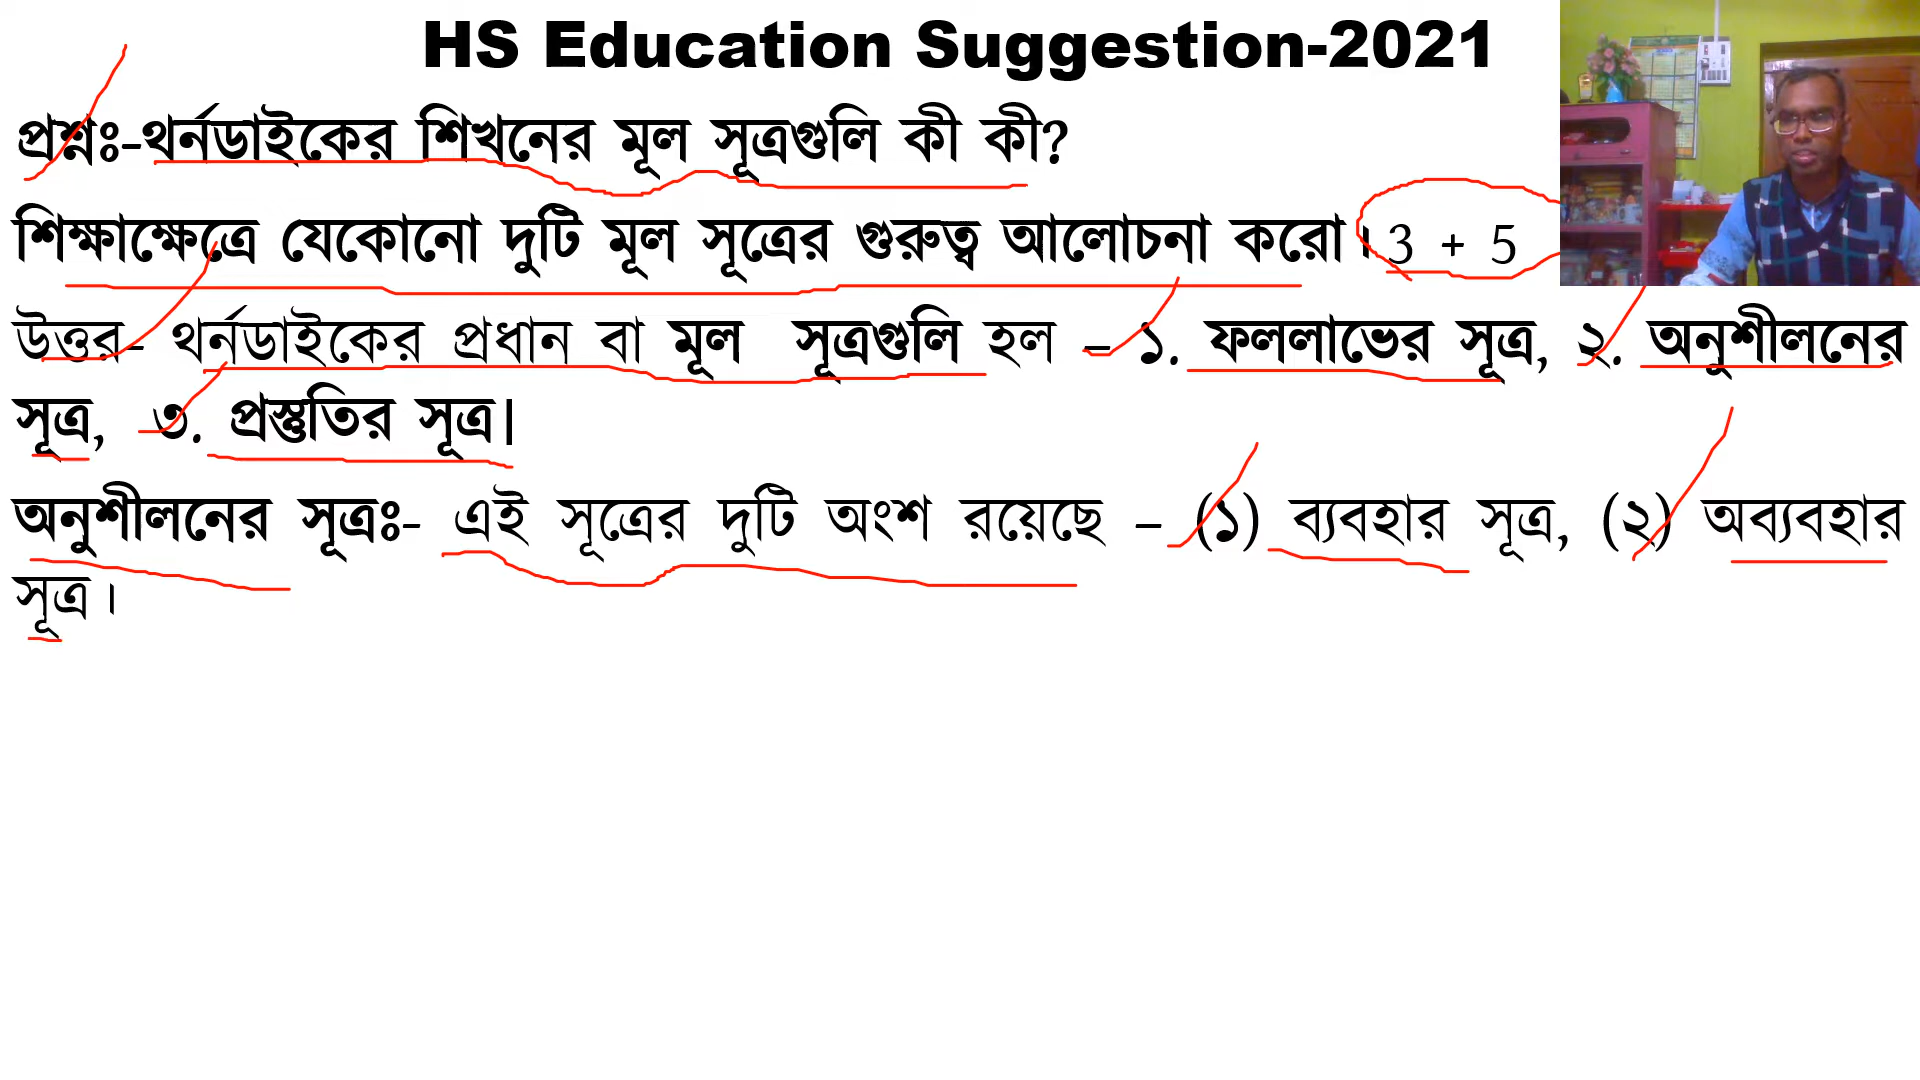 HS Education Suggestion-2021
প্রশ্নঃ-থর্নডাইকের শিখনের মূল সূত্রগুলি কী কী?
শিক্ষাক্ষেত্রে যেকোনো দুটি মূল সূত্রের গুরুত্ব আলোচনা করো। 3 + 5
উত্তর- থর্নডাইকের প্রধান বা মূল সূত্রগুলি হল – ১. ফললাভের সূত্র, ২. অনুশীলনের
সূত্র, ৩. প্রস্তুতির সূত্র।
অনুশীলনের সূত্রঃ- এই সূত্রের দুটি অংশ রয়েছে – (১) ব্যবহার সূত্র, (২) অব্যবহার
সূত্র।